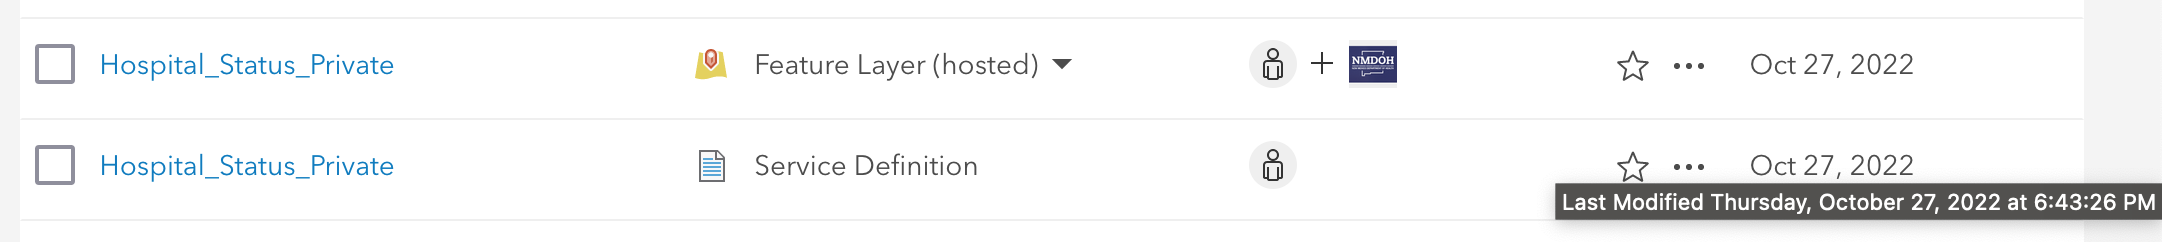 Hospital_Status_Private Feature Layer (hosted) + NMDOH Oct 27, 2022
Hospital_Status_Private Service Definition Oct 27, 2022
Last Modified Thursday, October 27, 2022 at 6:43:26 PM